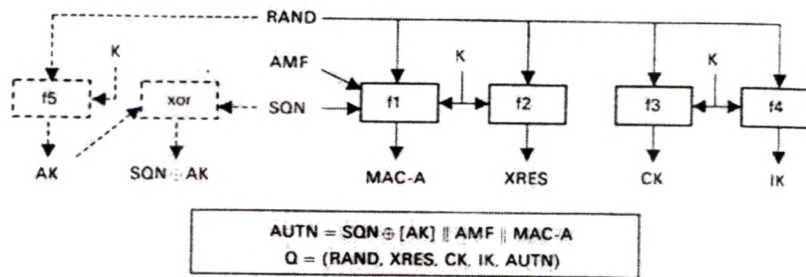 RAND
AMF
K
K
K
f5
xor
SQN
f1
f2
f3
f4
AK
SQN ⊕ AK
MAC-A
XRES
CK
IK
AUTN = SQN ⊕ [AK] || AMF || MAC-A
Q = (RAND, XRES, CK, IK, AUTN)